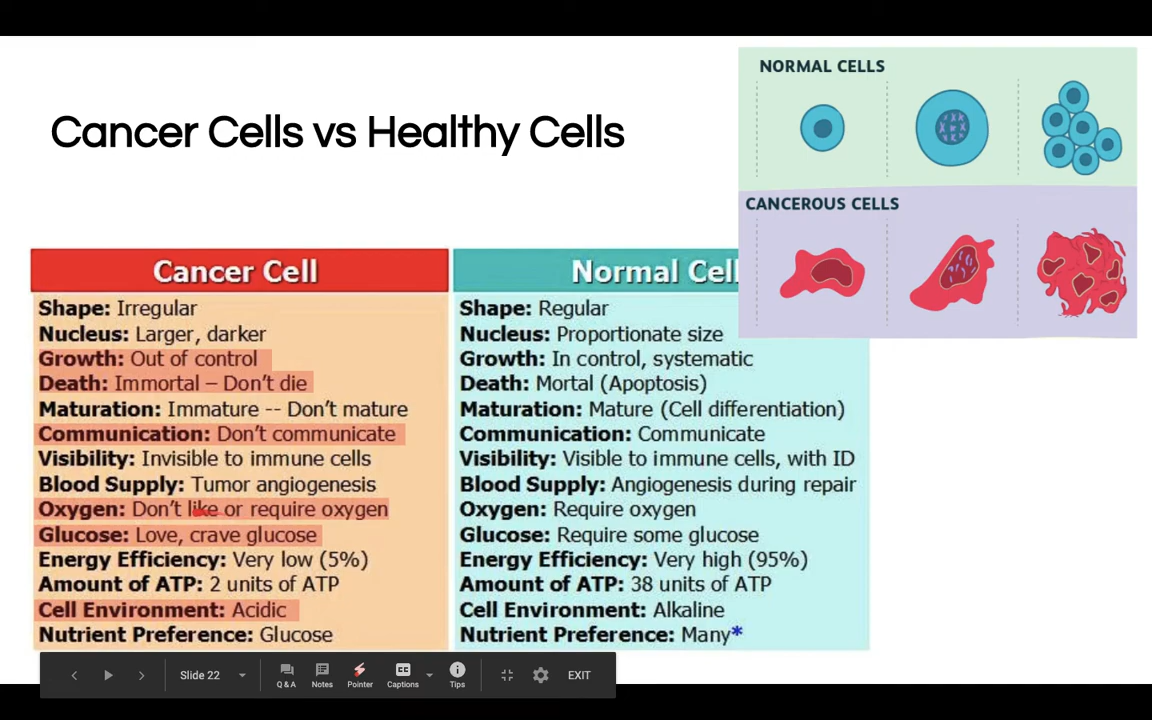 Cancer Cells vs Healthy Cells
NORMAL CELLS
CANCEROUS CELLS
Cancer Cell
Shape: Irregular
Nucleus: Larger, darker
Growth: Out of control
Death: Immortal – Don't die
Maturation: Immature -- Don't mature
Communication: Don't communicate
Visibility: Invisible to immune cells
Blood Supply: Tumor angiogenesis
Oxygen: Don't like or require oxygen
Glucose: Love, crave glucose
Energy Efficiency: Very low (5%)
Amount of ATP: 2 units of ATP
Cell Environment: Acidic
Nutrient Preference: Glucose
Normal Cell
Shape: Regular
Nucleus: Proportionate size
Growth: In control, systematic
Death: Mortal (Apoptosis)
Maturation: Mature (Cell differentiation)
Communication: Communicate
Visibility: Visible to immune cells, with ID
Blood Supply: Angiogenesis during repair
Oxygen: Require oxygen
Glucose: Require some glucose
Energy Efficiency: Very high (95%)
Amount of ATP: 38 units of ATP
Cell Environment: Alkaline
Nutrient Preference: Many*
Slide 22
Q & A
Notes
Pointer
CC
Captions
Tips
EXIT